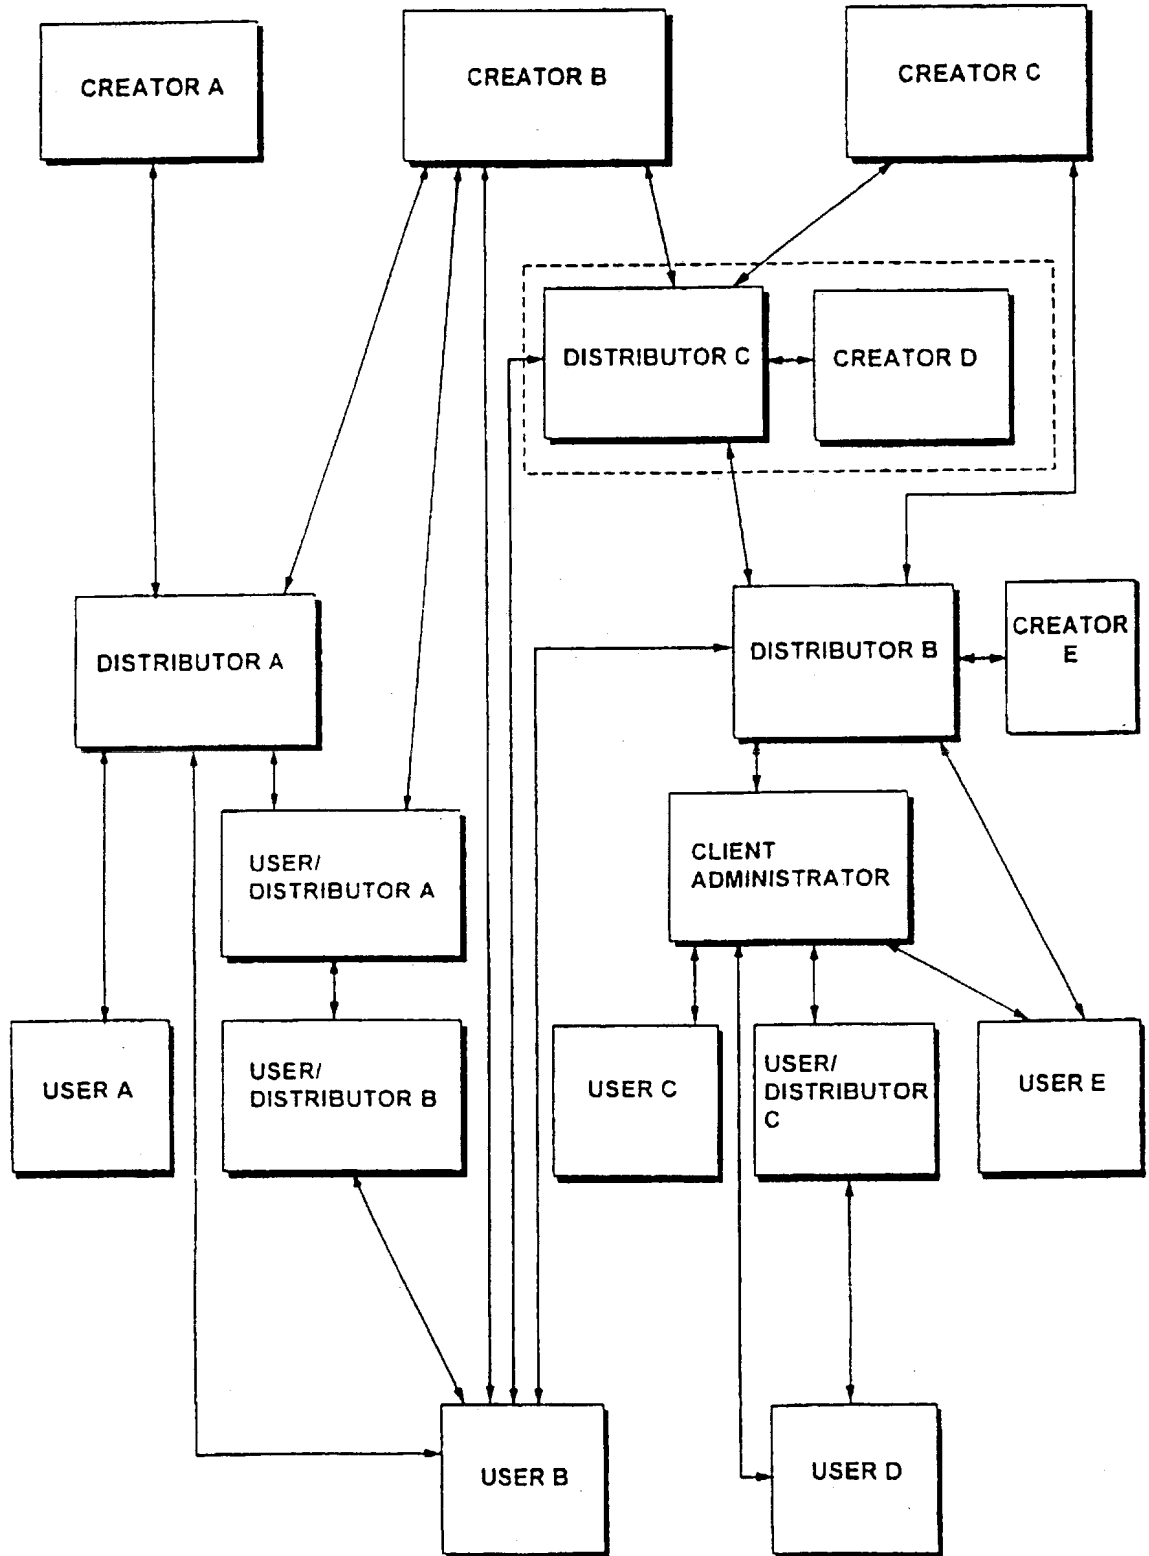 CREATOR A
CREATOR B
CREATOR C
DISTRIBUTOR C
CREATOR D
DISTRIBUTOR A
DISTRIBUTOR B
CREATOR
E
USER/
DISTRIBUTOR A
CLIENT
ADMINISTRATOR
USER A
USER/
DISTRIBUTOR B
USER C
USER/
DISTRIBUTOR
C
USER E
USER B
USER D